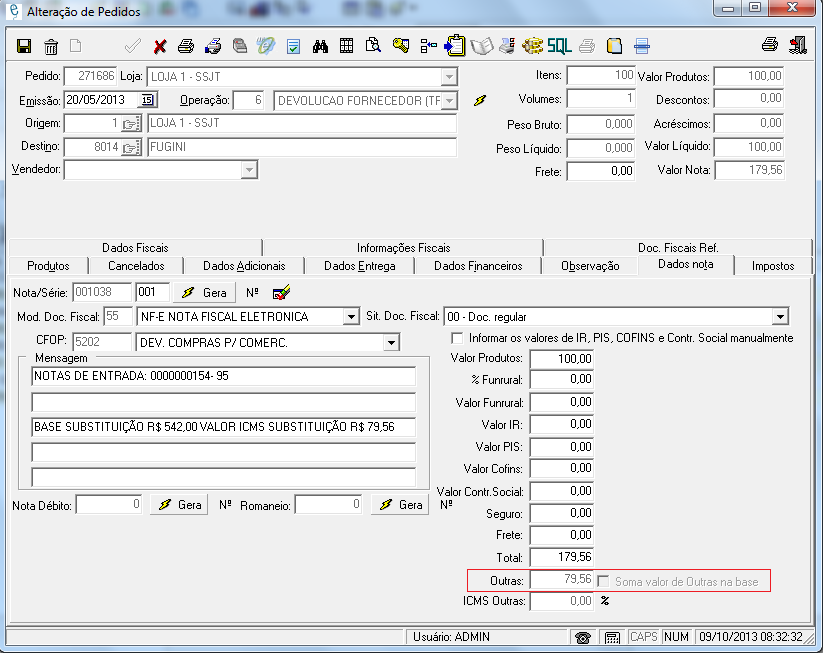 Alteração de Pedidos
SQL
Pedido: 271686 Loja: LOJA 1 - SSJT
Itens: 100 Valor Produtos: 100,00
Emissão: 20/05/2013 15 Operação: 6 DEVOLUCAO FORNECEDOR (TF
Volumes: 1 Descontos: 0,00
Origem: 1 LOJA 1 - SSJT
Peso Bruto: 0,000 Acréscimos: 0,00
Destino: 8014 FUGINI
Peso Líquido: 0,000 Valor Líquido: 100,00
Vendedor:
Frete: 0,00 Valor Nota: 179,56
Dados Fiscais Informações Fiscais Doc. Fiscais Ref.
Produtos Cancelados Dados Adicionais Dados Entrega Dados Financeiros Observação Dados nota Impostos
Nota/Série: 001038 001 Gera Nº
Mod. Doc. Fiscal: 55 NF-E NOTA FISCAL ELETRONICA Sit. Doc. Fiscal: 00 - Doc. regular
CFOP: 5202 DEV. COMPRAS P/ COMERC.
Informar os valores de IR, PIS, COFINS e Contr. Social manualmente
Mensagem
NOTAS DE ENTRADA: 0000000154- 95
BASE SUBSTITUIÇÃO R$ 542,00 VALOR ICMS SUBSTITUIÇÃO R$ 79,56
Valor Produtos: 100,00
% Funrural: 0,00
Valor Funrural: 0,00
Valor IR: 0,00
Valor PIS: 0,00
Valor Cofins: 0,00
Valor Contr.Social: 0,00
Nota Débito: 0 Gera Nº Romaneio: 0 Gera Nº
Seguro: 0,00
Frete: 0,00
Total: 179,56
Outras: 79,56 Soma valor de Outras na base
ICMS Outras: 0,00 %
Usuário: ADMIN CAPS NUM 09/10/2013 08:32:32